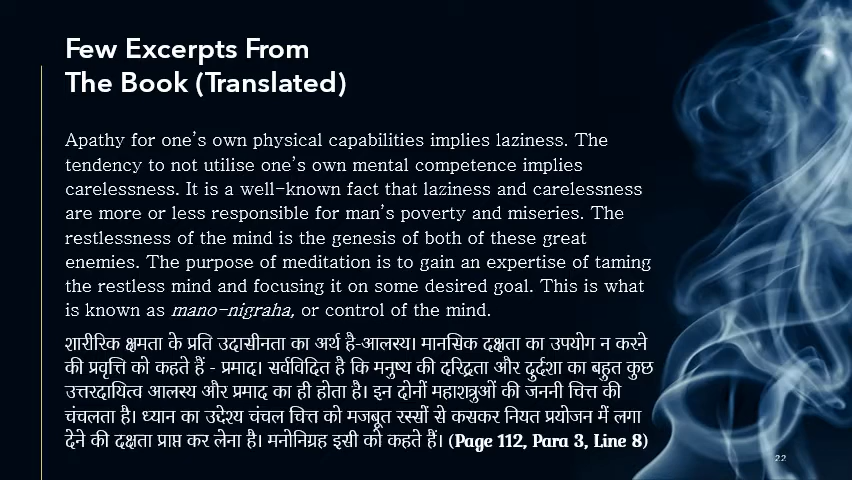 Few Excerpts From
The Book (Translated)
Apathy for one's own physical capabilities implies laziness. The
tendency to not utilise one's own mental competence implies
carelessness. It is a well-known fact that laziness and carelessness
are more or less responsible for man's poverty and miseries. The
restlessness of the mind is the genesis of both of these great
enemies. The purpose of meditation is to gain an expertise of taming
the restless mind and focusing it on some desired goal. This is what
is known as mano-nigraha, or control of the mind.
शारीरिक क्षमता के प्रति उदासीनता का अर्थ है-आलस्य। मानसिक दक्षता का उपयोग न करने
की प्रवृत्ति को कहते हैं - प्रमाद। सर्वविदित है कि मनुष्य की दरिद्रता और दुर्दशा का बहुत कुछ
उत्तरदायित्व आलस्य और प्रमाद का ही होता है। इन दोनों महाशत्रुओं की जननी चित्त की
चंचलता है। ध्यान का उद्देश्य चंचल चित्त को मजबूत रस्सों से कसकर नियत प्रयोजन में लगा
देने की दक्षता प्राप्त कर लेना है। मनोनिग्रह इसी को कहते हैं। (Page 112, Para 3, Line 8)
22